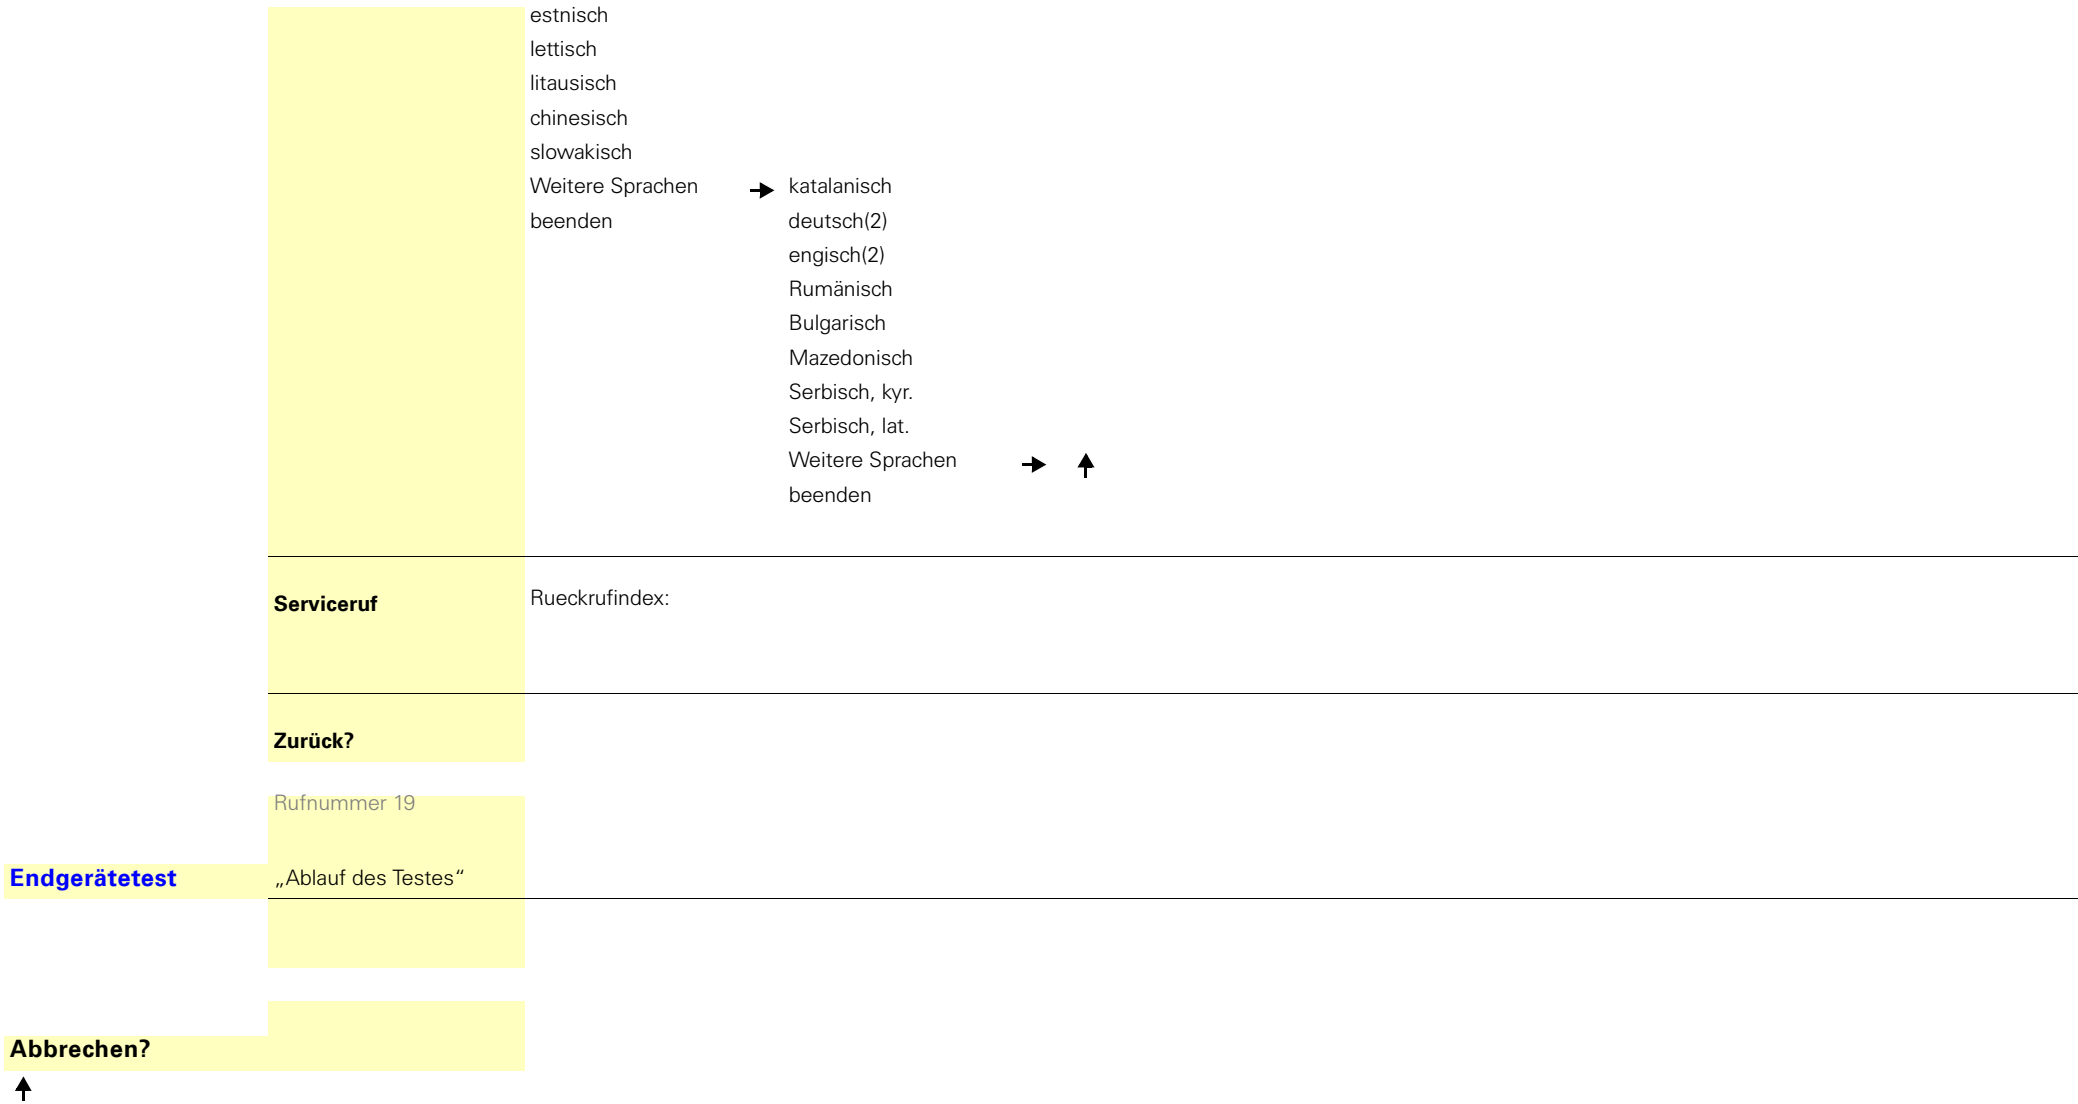 estnisch
lettisch
litausisch
chinesisch
slowakisch
Weitere Sprachen → katalanisch
beenden deutsch(2)
engisch(2)
Rumänisch
Bulgarisch
Mazedonisch
Serbisch, kyr.
Serbisch, lat.
Weitere Sprachen → ↑
beenden
Serviceruf Rueckrufindex:
Zurück?
Rufnummer 19
Endgerätetest „Ablauf des Testes“
Abbrechen?
↑